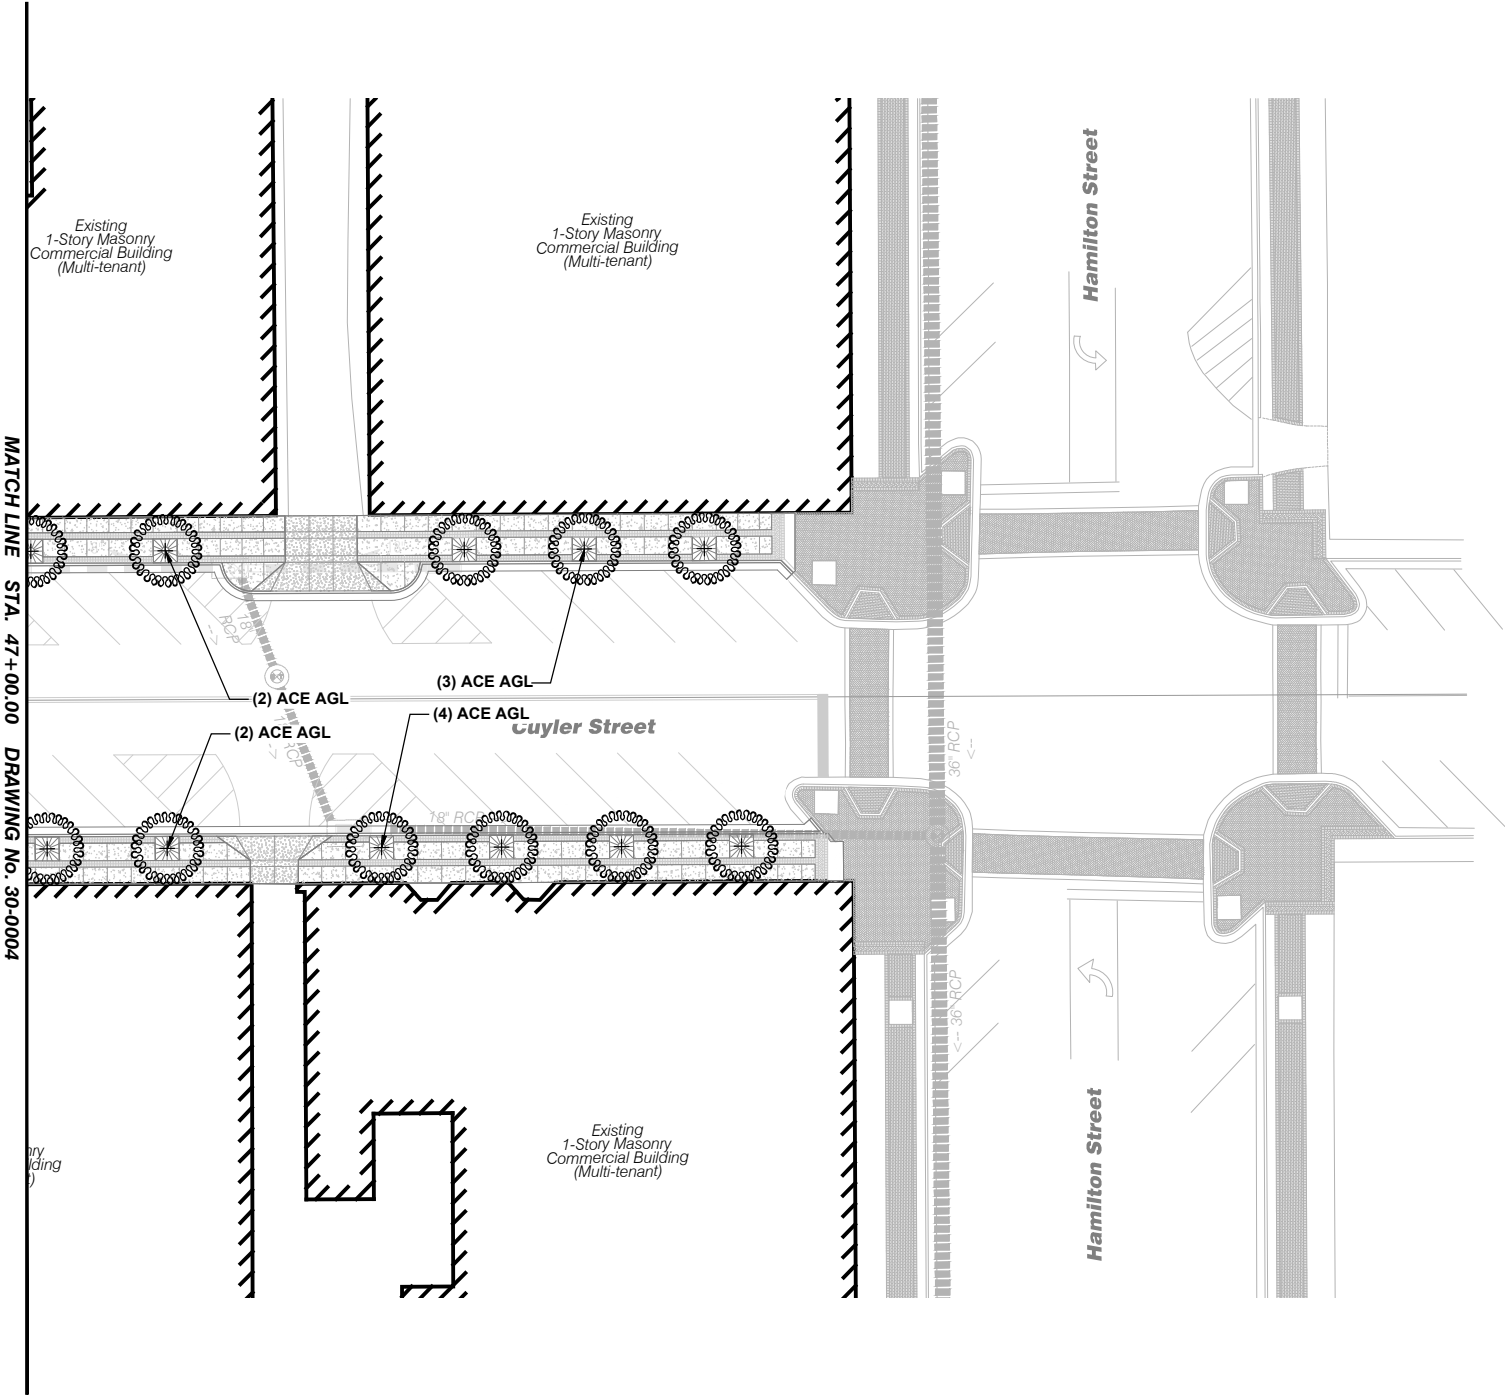 Hamilton Street
Existing
1-Story Masonry
Commercial Building
(Multi-tenant)
Existing
1-Story Masonry
Commercial Building
(Multi-tenant)
MATCH LINE STA. 47+00.00 DRAWING No. 30-0004
18"
RCP
-->
(2) ACE AGL
(3) ACE AGL
(4) ACE AGL
(2) ACE AGL
Cuyler Street
RCP
-->
36" RCP
<--
18" RCP
<-- 36" RCP
Existing
1-Story Masonry
Commercial Building
(Multi-tenant)
Hamilton Street